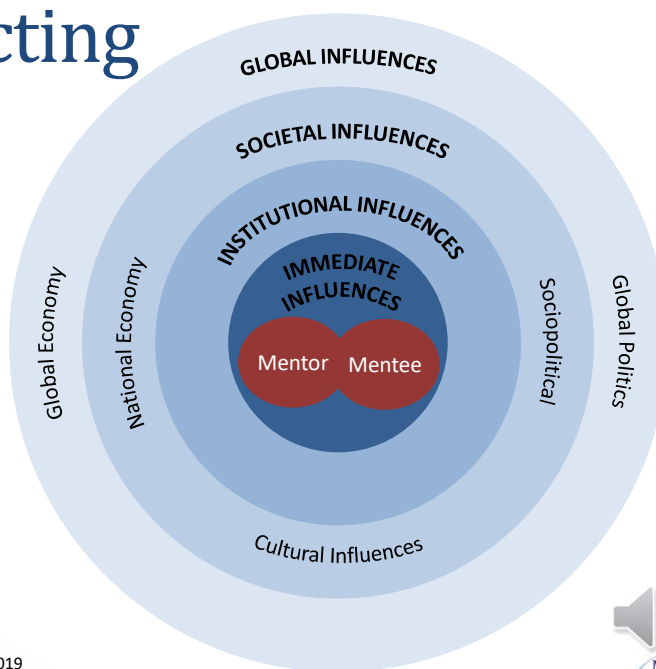 cting
GLOBAL INFLUENCES
SOCIETAL INFLUENCES
INSTITUTIONAL INFLUENCES
IMMEDIATE
INFLUENCES
Global Economy
National Economy
Mentor
Mentee
Sociopolitical
Global Politics
Cultural Influences
019